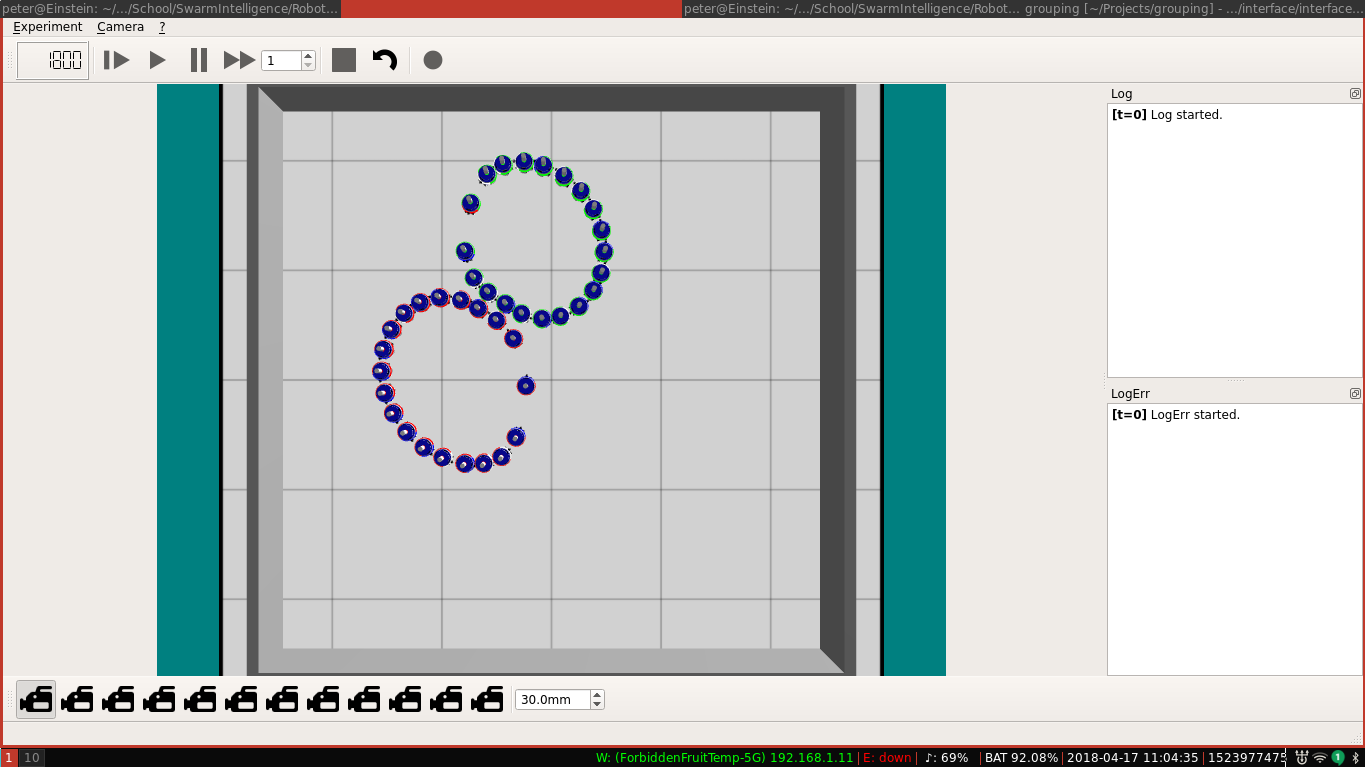 peter@Einstein: ~/.../School/SwarmIntelligence/Robot... peter@Einstein: ~/.../School/SwarmIntelligence/Robot... grouping [~/Projects/grouping] - .../interface/interface...
Experiment Camera ?
1800 1
Log
[t=0] Log started.
LogErr
[t=0] LogErr started.
30.0mm
1 10 W: (ForbiddenFruitTemp-5G) 192.168.1.11 | E: down | ♪: 69% | BAT 92.08% | 2018-04-17 11:04:35 | 1523977475 1